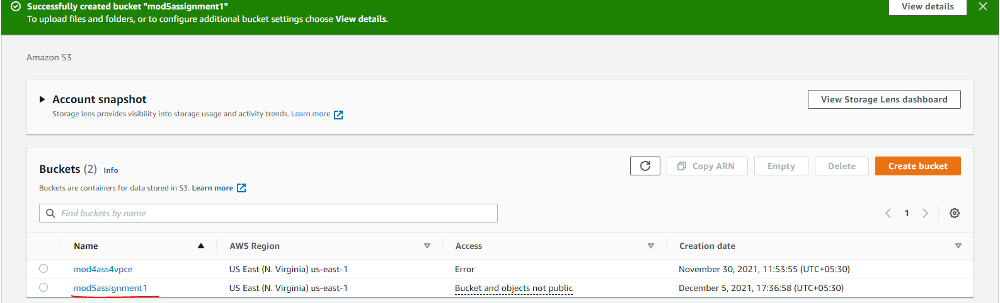 Successfully created bucket "mod5assignment1"
To upload files and folders, or to configure additional bucket settings choose View details.
View details
Amazon S3
Account snapshot
Storage lens provides visibility into storage usage and activity trends. Learn more
View Storage Lens dashboard
Buckets (2) Info
Buckets are containers for data stored in S3. Learn more
Copy ARN
Empty
Delete
Create bucket
Find buckets by name
1
Name AWS Region Access Creation date
mod4ass4vpce US East (N. Virginia) us-east-1 Error November 30, 2021, 11:53:55 (UTC+05:30)
mod5assignment1 US East (N. Virginia) us-east-1 Bucket and objects not public December 5, 2021, 17:36:58 (UTC+05:30)